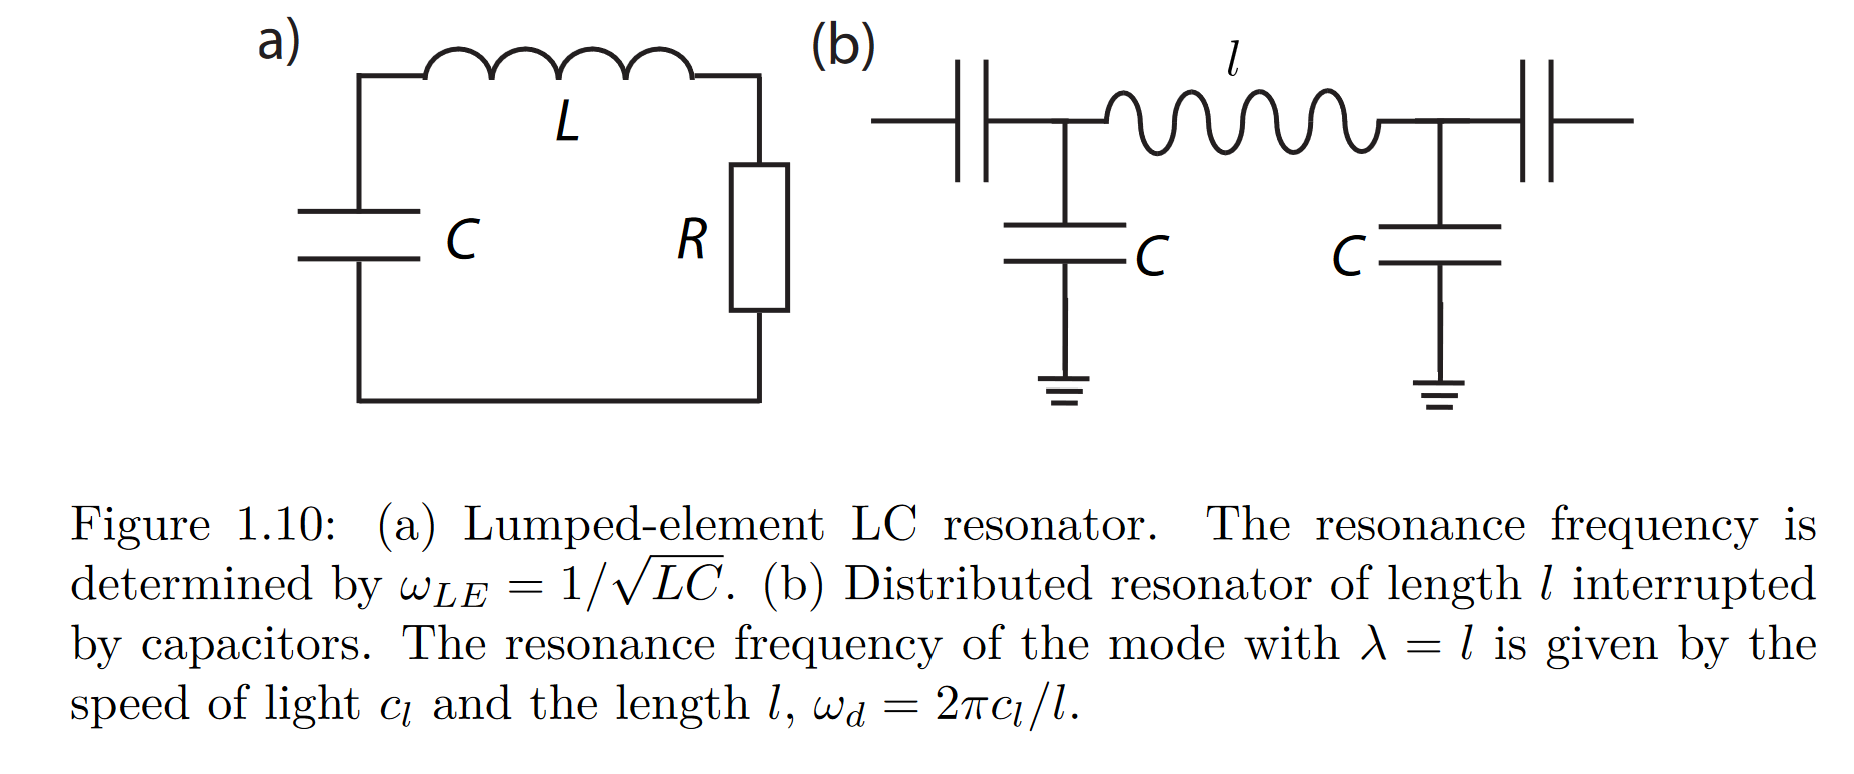 a)
(b)
l
L
C
R
C
C
Figure 1.10: (a) Lumped-element LC resonator. The resonance frequency is
determined by ω_{LE} = 1/√LC. (b) Distributed resonator of length l interrupted
by capacitors. The resonance frequency of the mode with λ = l is given by the
speed of light c_l and the length l, ω_d = 2πc_l/l.